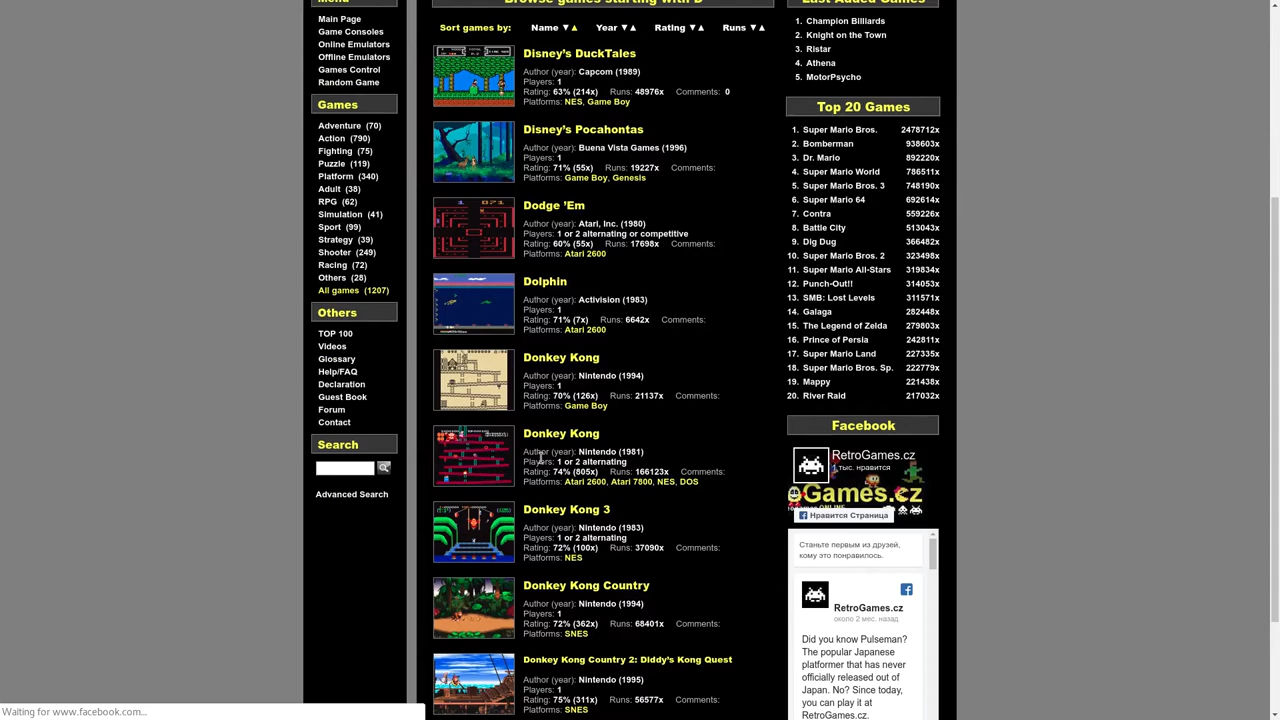 Menu
Main Page
Game Consoles
Online Emulators
Offline Emulators
Games Control
Random Game
Games
Adventure (70)
Action (790)
Fighting (75)
Puzzle (119)
Platform (340)
Adult (38)
RPG (62)
Simulation (41)
Sport (99)
Strategy (39)
Shooter (249)
Racing (72)
Others (28)
All games (1207)
Others
TOP 100
Videos
Glossary
Help/FAQ
Declaration
Guest Book
Forum
Contact
Search
Advanced Search
Browse games starting with D
Sort games by: Name ▼▲ Year ▼▲ Rating ▼▲ Runs ▼▲
Disney's DuckTales
Author (year): Capcom (1989)
Players: 1
Rating: 63% (214x) Runs: 48976x Comments: 0
Platforms: NES, Game Boy
Disney's Pocahontas
Author (year): Buena Vista Games (1996)
Players: 1
Rating: 71% (55x) Runs: 19227x Comments:
Platforms: Game Boy, Genesis
Dodge 'Em
Author (year): Atari, Inc. (1980)
Players: 1 or 2 alternating or competitive
Rating: 60% (55x) Runs: 17698x Comments:
Platforms: Atari 2600
Dolphin
Author (year): Activision (1983)
Players: 1
Rating: 71% (7x) Runs: 6642x Comments:
Platforms: Atari 2600
Donkey Kong
Author (year): Nintendo (1994)
Players: 1
Rating: 70% (126x) Runs: 21137x Comments:
Platforms: Game Boy
Donkey Kong
Author (year): Nintendo (1981)
Players: 1 or 2 alternating
Rating: 74% (805x) Runs: 166123x Comments:
Platforms: Atari 2600, Atari 7800, NES, DOS
Donkey Kong 3
Author (year): Nintendo (1983)
Players: 1 or 2 alternating
Rating: 72% (100x) Runs: 37090x Comments:
Platforms: NES
Donkey Kong Country
Author (year): Nintendo (1994)
Players: 1
Rating: 72% (362x) Runs: 68401x Comments:
Platforms: SNES
Donkey Kong Country 2: Diddy's Kong Quest
Author (year): Nintendo (1995)
Players: 1
Rating: 75% (311x) Runs: 56577x Comments:
Platforms: SNES
Last Added Games
1. Champion Billiards
2. Knight on the Town
3. Ristar
4. Athena
5. MotorPsycho
Top 20 Games
1. Super Mario Bros. 2478712x
2. Bomberman 938603x
3. Dr. Mario 892220x
4. Super Mario World 786511x
5. Super Mario Bros. 3 748190x
6. Super Mario 64 692614x
7. Contra 559226x
8. Battle City 513043x
9. Dig Dug 366482x
10. Super Mario Bros. 2 323498x
11. Super Mario All-Stars 319834x
12. Punch-Out!! 314053x
13. SMB: Lost Levels 311571x
14. Galaga 282448x
15. The Legend of Zelda 279803x
16. Prince of Persia 242811x
17. Super Mario Land 227335x
18. Super Mario Bros. Sp. 222779x
19. Mappy 221438x
20. River Raid 217032x
Facebook
RetroGames.cz
1 тыс. нравится
Games.cz
Нравится Страница
Станьте первым из друзей,
кому это понравилось.
RetroGames.cz
около 2 мес. назад
Did you know Pulseman?
The popular Japanese
platformer that has never
officially released out of
Japan. No? Since today,
you can play it at
RetroGames.cz.
Waiting for www.facebook.com...